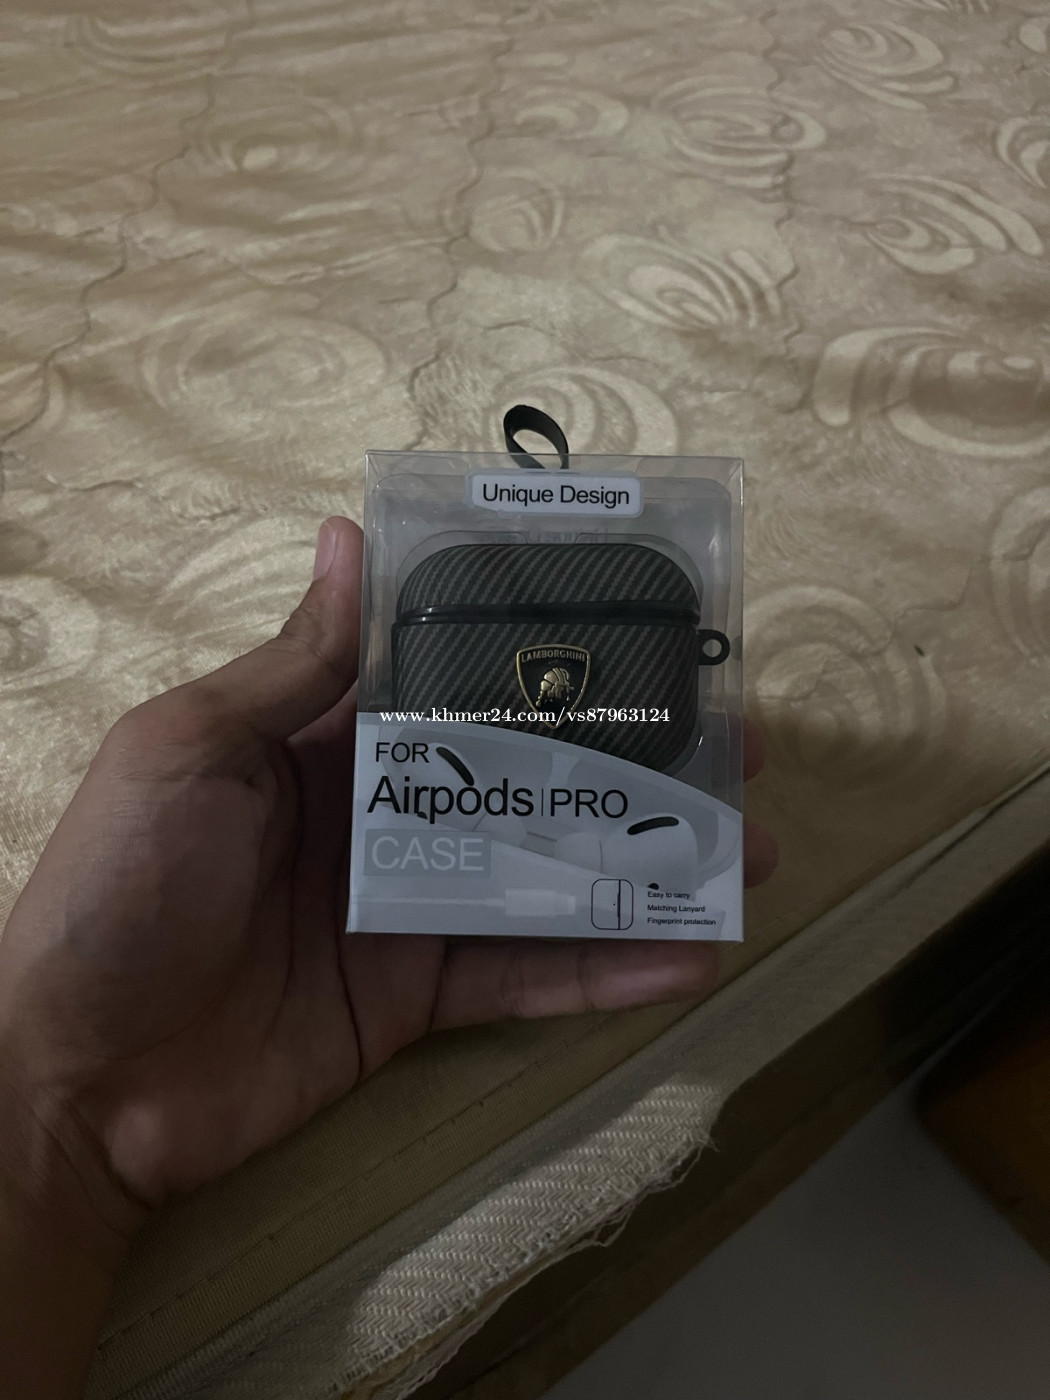 Unique Design
LAMBORGHINI
www.khmer24.com/vs87963124
FOR
Airpods|PRO
CASE
Easy to carry
Matching Lanyard
Fingerprint protection